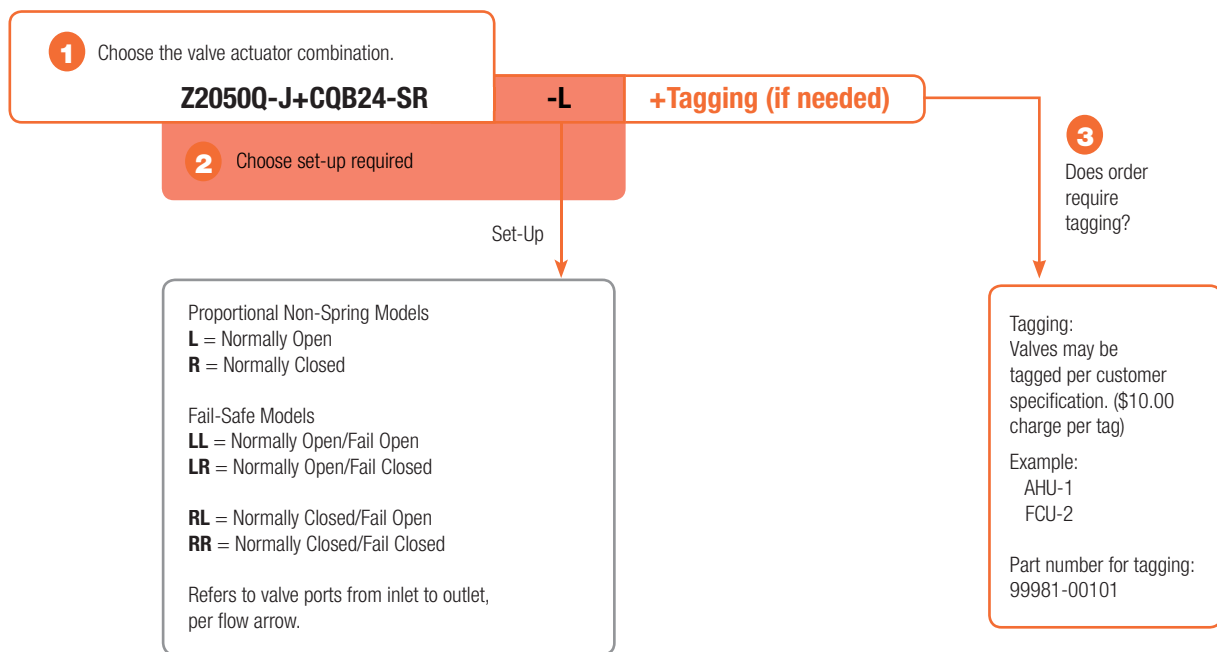 1 Choose the valve actuator combination.
Z2050Q-J+CQB24-SR -L +Tagging (if needed)
2 Choose set-up required
3
Does order
require
tagging?
Set-Up
Proportional Non-Spring Models
L = Normally Open
R = Normally Closed
Fail-Safe Models
LL = Normally Open/Fail Open
LR = Normally Open/Fail Closed
RL = Normally Closed/Fail Open
RR = Normally Closed/Fail Closed
Refers to valve ports from inlet to outlet,
per flow arrow.
Tagging:
Valves may be
tagged per customer
specification. ($10.00
charge per tag)
Example:
AHU-1
FCU-2
Part number for tagging:
99981-00101